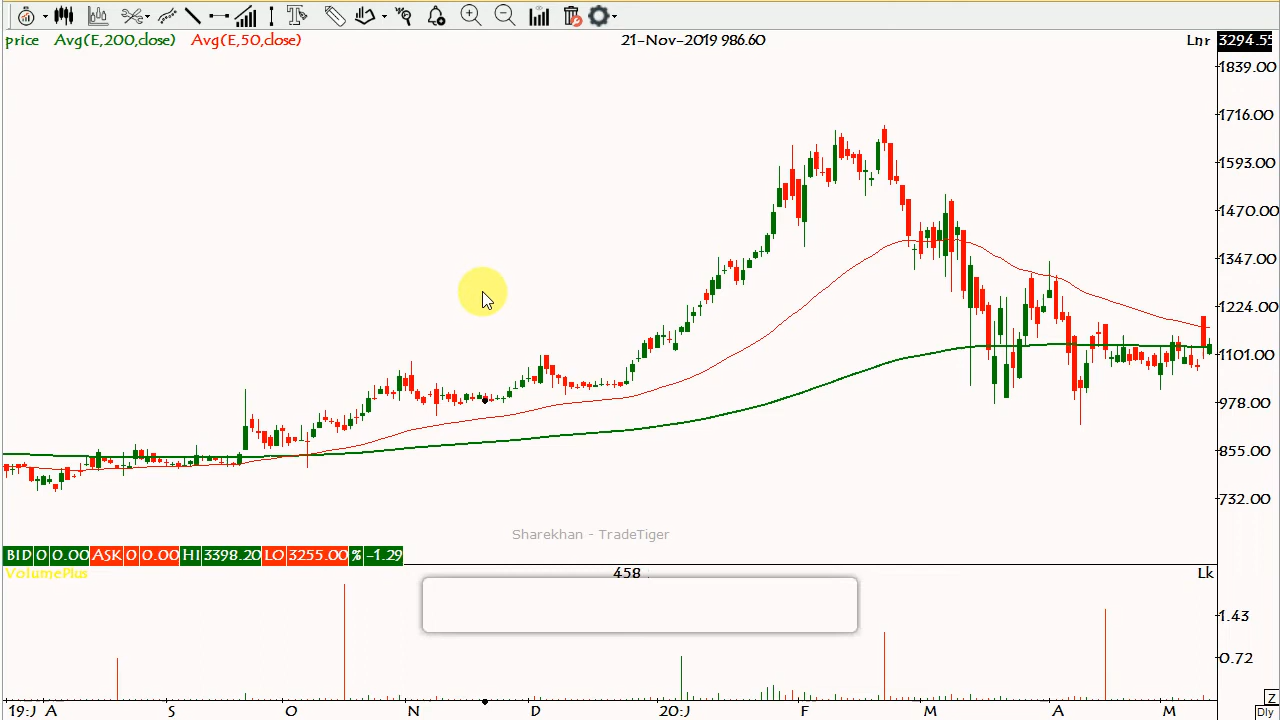 price Avg(E,200,close) Avg(E,50,close) 21-Nov-2019 986.60 Lnr 3294.55
1839.00
1716.00
1593.00
1470.00
1347.00
1224.00
1101.00
978.00
855.00
732.00
Sharekhan - TradeTiger
BID 0 0.00 ASK 0 0.00 HI 3398.20 LO 3255.00 % -1.29
VolumePlus 458 Lk
1.43
0.72
Z
19:J A S O N D 20:J F M A M Dly